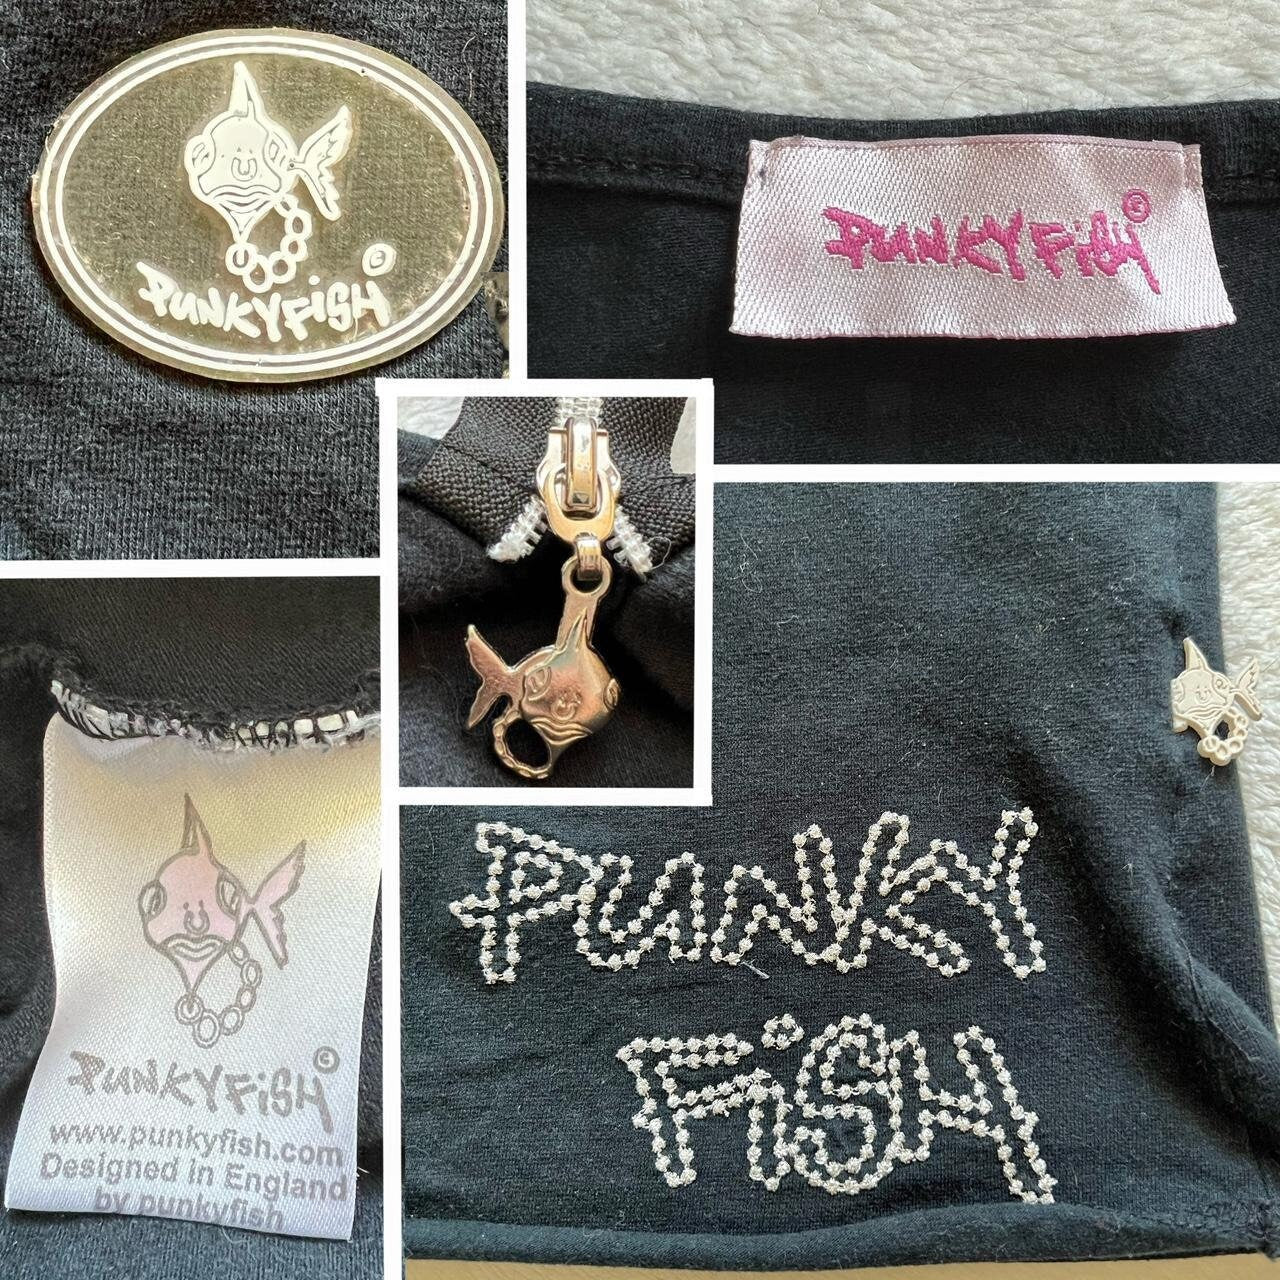 PUNKYFiSH ©
PUNKYFiSH ©
PUNKYFiSH ©
www.punkyfish.com
Designed in England
by punkyfish
PUNKY
FiSH